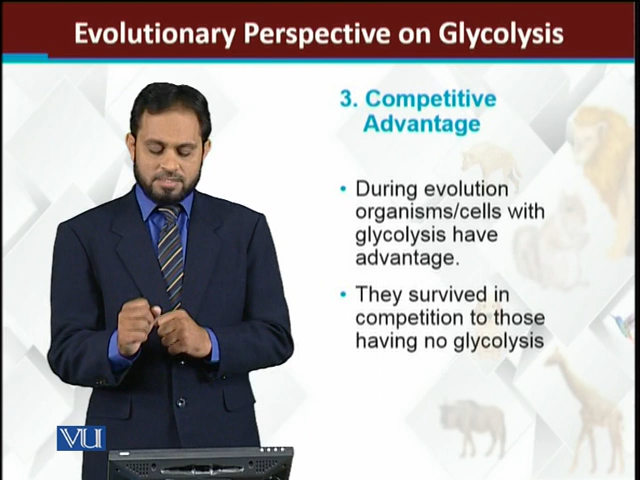 Evolutionary Perspective on Glycolysis
3. Competitive
Advantage
• During evolution
organisms/cells with
glycolysis have
advantage.
• They survived in
competition to those
having no glycolysis
VU